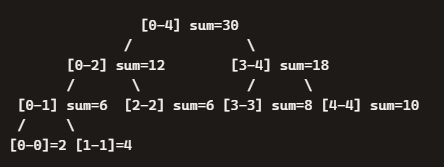 [0-4] sum=30
/ \
[0-2] sum=12 [3-4] sum=18
/ \ / \
[0-1] sum=6 [2-2] sum=6 [3-3] sum=8 [4-4] sum=10
/ \
[0-0]=2 [1-1]=4